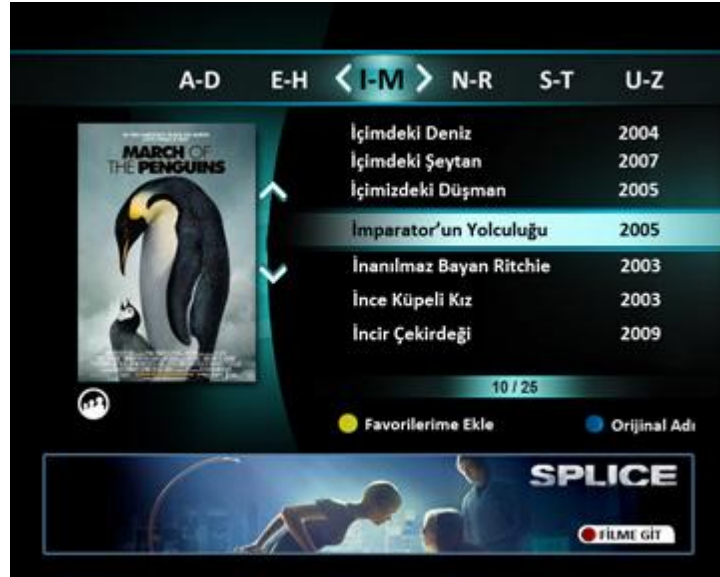 A-D E-H I-M N-R S-T U-Z
MARCH OF
THE PENGUINS
İçimdeki Deniz 2004
İçimdeki Şeytan 2007
İçimizdeki Düşman 2005
İmparator'un Yolculuğu 2005
İnanılmaz Bayan Ritchie 2003
İnce Küpeli Kız 2003
İncir Çekirdeği 2009
10 / 25
Favorilerime Ekle Orijinal Adı
SPLICE
FİLME GİT